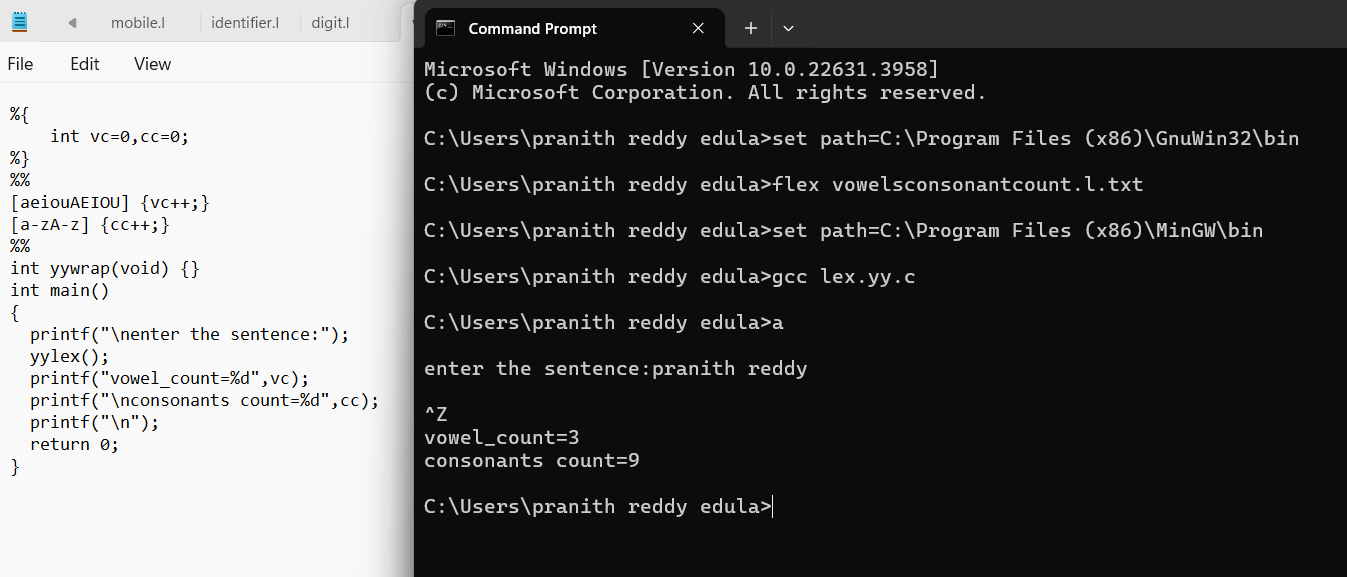 mobile.l identifier.l digit.l
File Edit View
%{
    int vc=0,cc=0;
%}
%%
[aeiouAEIOU] {vc++;}
[a-zA-z] {cc++;}
%%
int yywrap(void) {}
int main()
{
  printf("\nenter the sentence:");
  yylex();
  printf("vowel_count=%d",vc);
  printf("\nconsonants count=%d",cc);
  printf("\n");
  return 0;
}
Command Prompt
Microsoft Windows [Version 10.0.22631.3958]
(c) Microsoft Corporation. All rights reserved.
C:\Users\pranith reddy edula>set path=C:\Program Files (x86)\GnuWin32\bin
C:\Users\pranith reddy edula>flex vowelsconsonantcount.l.txt
C:\Users\pranith reddy edula>set path=C:\Program Files (x86)\MinGW\bin
C:\Users\pranith reddy edula>gcc lex.yy.c
C:\Users\pranith reddy edula>a
enter the sentence:pranith reddy
^Z
vowel_count=3
consonants count=9
C:\Users\pranith reddy edula>